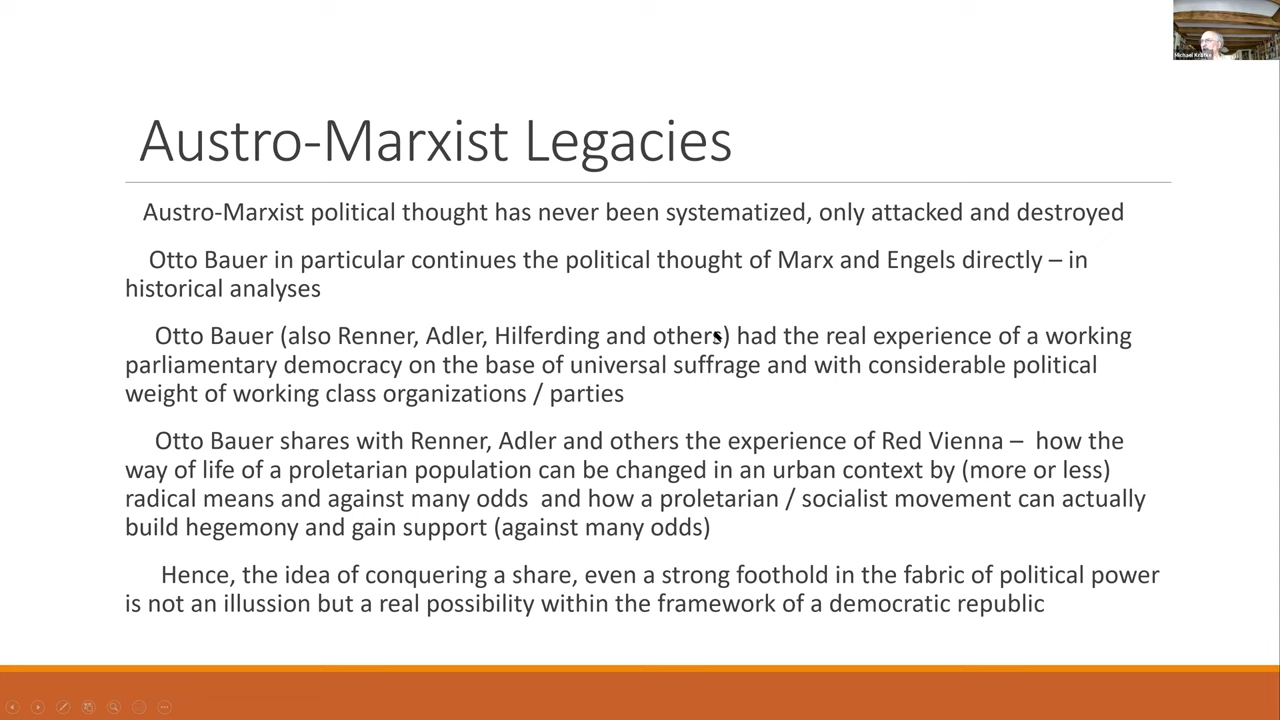 Michael Krätke
Austro-Marxist Legacies
Austro-Marxist political thought has never been systematized, only attacked and destroyed
Otto Bauer in particular continues the political thought of Marx and Engels directly – in
historical analyses
Otto Bauer (also Renner, Adler, Hilferding and others) had the real experience of a working
parliamentary democracy on the base of universal suffrage and with considerable political
weight of working class organizations / parties
Otto Bauer shares with Renner, Adler and others the experience of Red Vienna – how the
way of life of a proletarian population can be changed in an urban context by (more or less)
radical means and against many odds and how a proletarian / socialist movement can actually
build hegemony and gain support (against many odds)
Hence, the idea of conquering a share, even a strong foothold in the fabric of political power
is not an illussion but a real possibility within the framework of a democratic republic